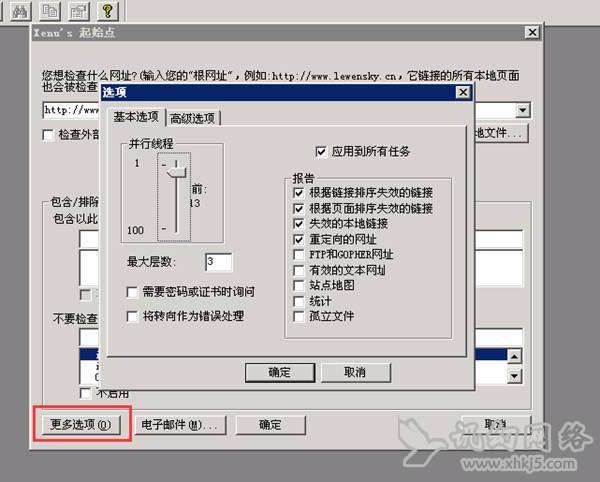 Xenu's 起始点
您想检查什么网址?(输入您的"根网址",例如:http://www.lewensky.cn, 它链接的所有本地页面
也会被检查
http://www
检查外部
地文件...
选项
基本选项 高级选项
并行线程
1
前:
13
100
最大层数: 3
需要密码或证书时询问
将转向作为错误处理
应用到所有任务
报告
根据链接排序失效的链接
根据页面排序失效的链接
失效的本地链接
重定向的网址
FTP和GOPHER网址
有效的文本网址
站点地图
统计
孤立文件
确定 取消
包含/排除
包含以此
不要检查
不启用
更多选项(O) 电子邮件(M)... 确定 取消
网络
www.xhkj5.com